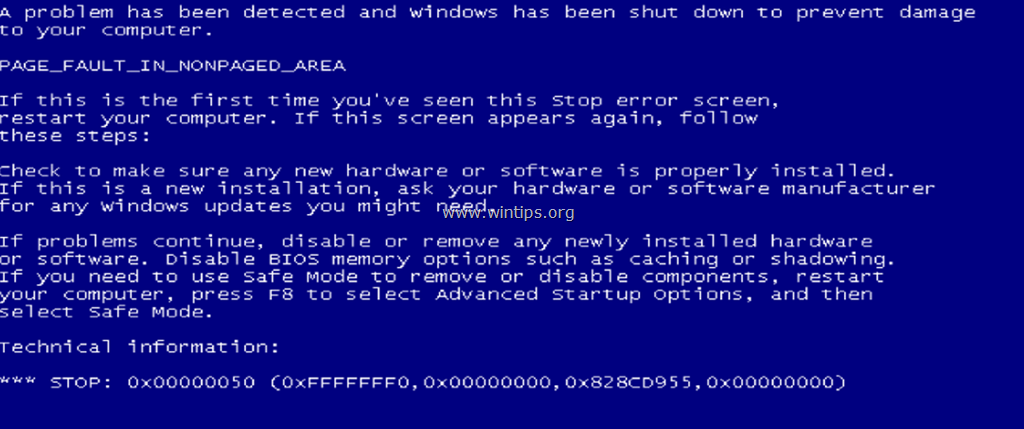 A problem has been detected and windows has been shut down to prevent damage
to your computer.
PAGE_FAULT_IN_NONPAGED_AREA
If this is the first time you've seen this Stop error screen,
restart your computer. If this screen appears again, follow
these steps:
Check to make sure any new hardware or software is properly installed.
If this is a new installation, ask your hardware or software manufacturer
for any windows updates you might need.
www.wintips.org
If problems continue, disable or remove any newly installed hardware
or software. Disable BIOS memory options such as caching or shadowing.
If you need to use Safe Mode to remove or disable components, restart
your computer, press F8 to select Advanced Startup Options, and then
select Safe Mode.
Technical information:
*** STOP: 0x00000050 (0xFFFFFFF0,0x00000000,0x828CD955,0x00000000)